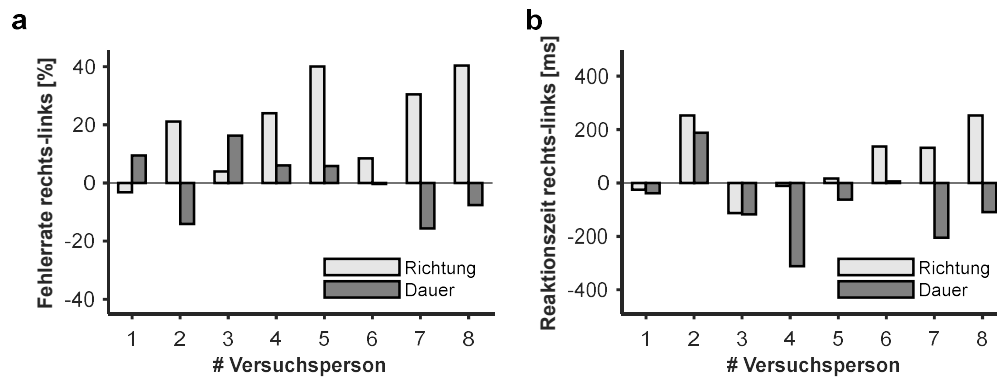 a
Fehlerrate rechts-links [%]
40
20
0
-20
-40
Richtung
Dauer
1 2 3 4 5 6 7 8
# Versuchsperson
b
Reaktionszeit rechts-links [ms]
400
200
0
-200
-400
Richtung
Dauer
1 2 3 4 5 6 7 8
# Versuchsperson